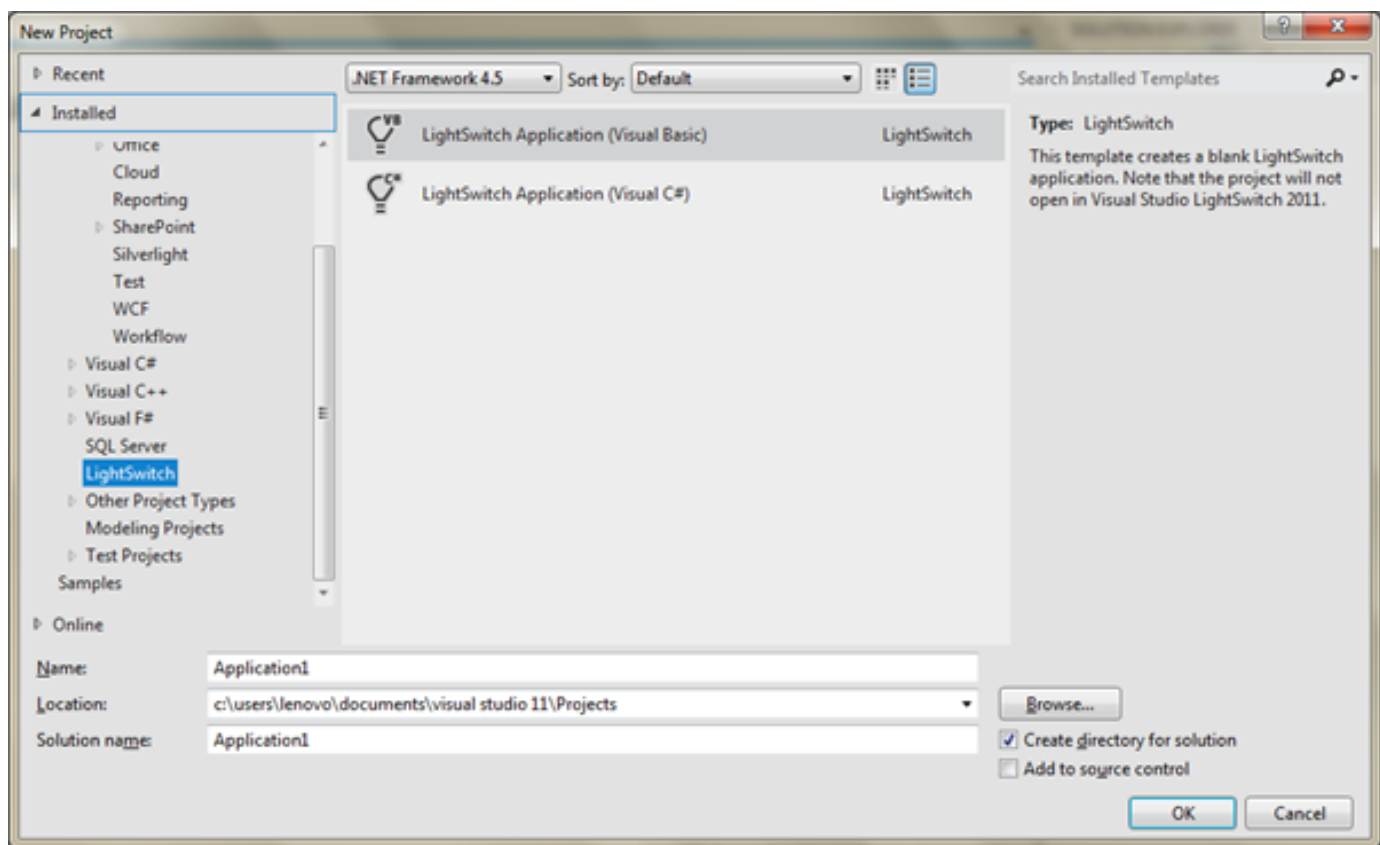 New Project
Recent
.NET Framework 4.5
Sort by: Default
Search Installed Templates
Installed
Office
Cloud
Reporting
SharePoint
Silverlight
Test
WCF
Workflow
Visual C#
Visual C++
Visual F#
SQL Server
LightSwitch
Other Project Types
Modeling Projects
Test Projects
Samples
Online
VB
LightSwitch Application (Visual Basic) LightSwitch
C#
LightSwitch Application (Visual C#) LightSwitch
Type: LightSwitch
This template creates a blank LightSwitch
application. Note that the project will not
open in Visual Studio LightSwitch 2011.
Name: Application1
Location: c:\users\lenovo\documents\visual studio 11\Projects
Browse...
Solution name: Application1
Create directory for solution
Add to source control
OK Cancel